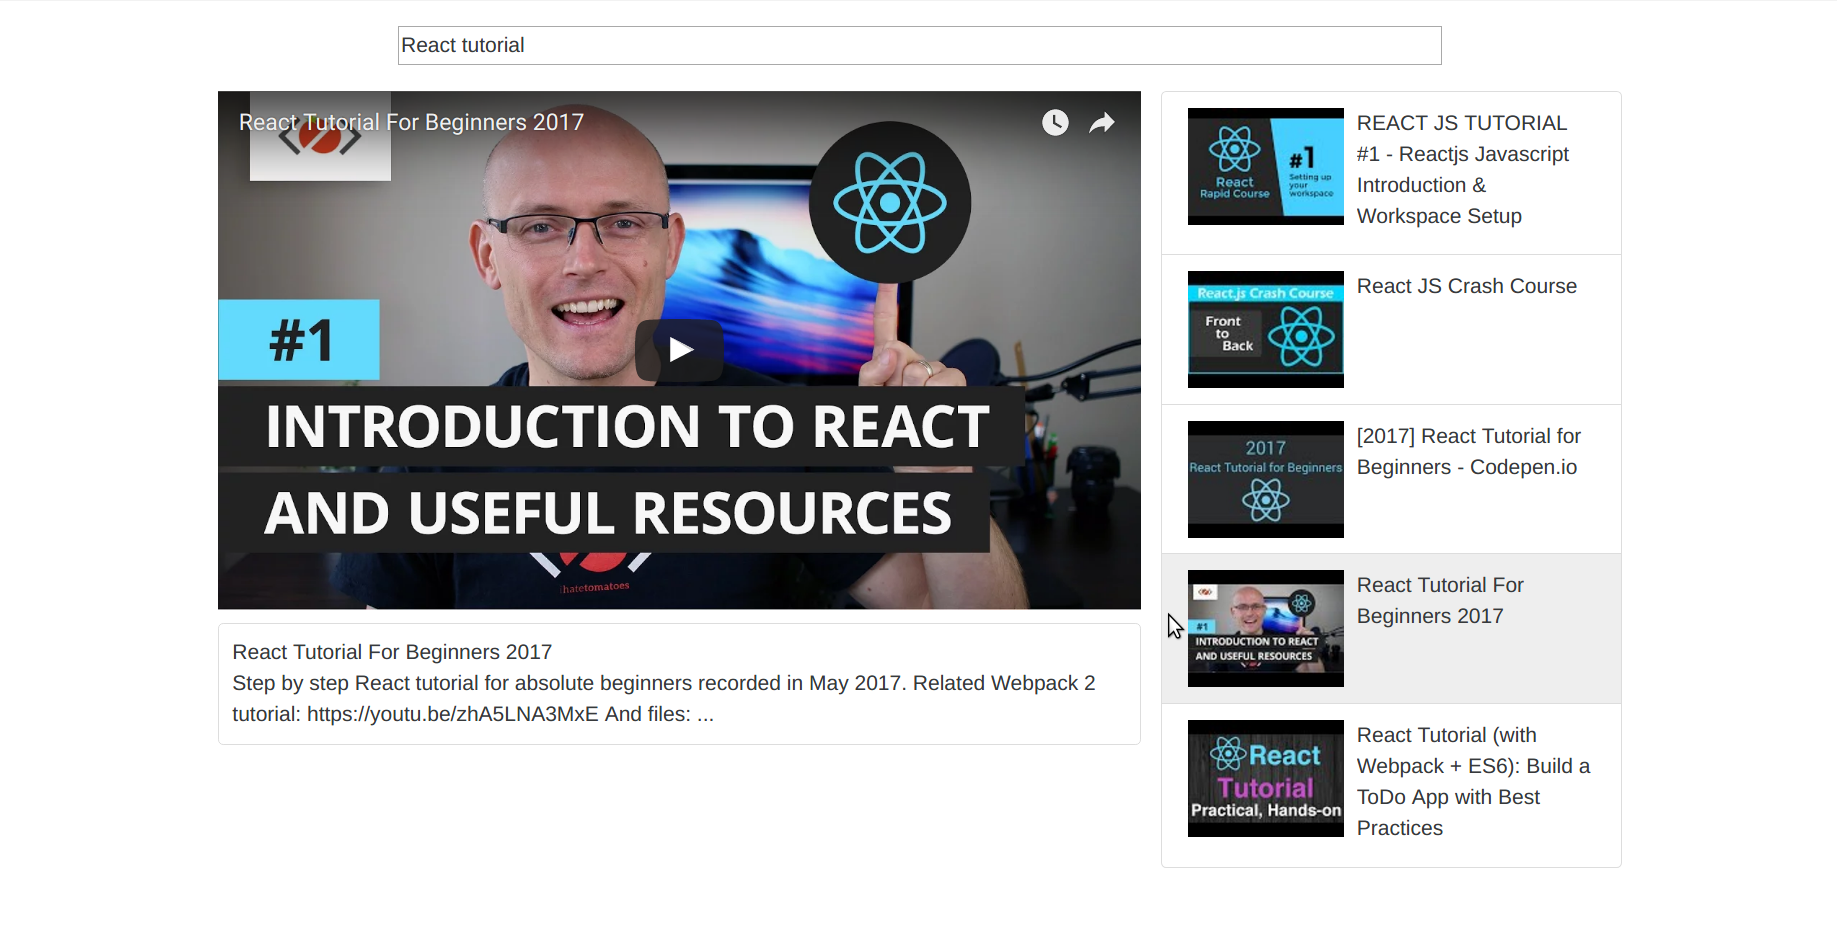 React tutorial
React Tutorial For Beginners 2017
#1
INTRODUCTION TO REACT
AND USEFUL RESOURCES
ihatetomatoes
React Tutorial For Beginners 2017
Step by step React tutorial for absolute beginners recorded in May 2017. Related Webpack 2
tutorial: https://youtu.be/zhA5LNA3MxE And files: ...
#1
Setting up
your
workspace
React
Rapid Course
REACT JS TUTORIAL
#1 - Reactjs Javascript
Introduction &
Workspace Setup
React.js Crash Course
Front
to
Back
React JS Crash Course
2017
React Tutorial for Beginners
[2017] React Tutorial for
Beginners - Codepen.io
#1
INTRODUCTION TO REACT
AND USEFUL RESOURCES
React Tutorial For
Beginners 2017
React
Tutorial
Practical, Hands-on
React Tutorial (with
Webpack + ES6): Build a
ToDo App with Best
Practices